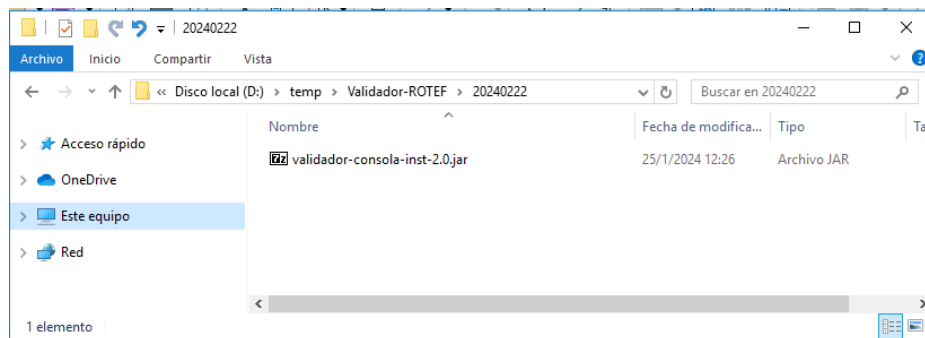 20240222
Archivo Inicio Compartir Vista
« Disco local (D:) > temp > Validador-ROTEF > 20240222
Buscar en 20240222
Nombre Fecha de modifica... Tipo Ta
Acceso rápido
7z validador-consola-inst-2.0.jar 25/1/2024 12:26 Archivo JAR
OneDrive
Este equipo
Red
1 elemento